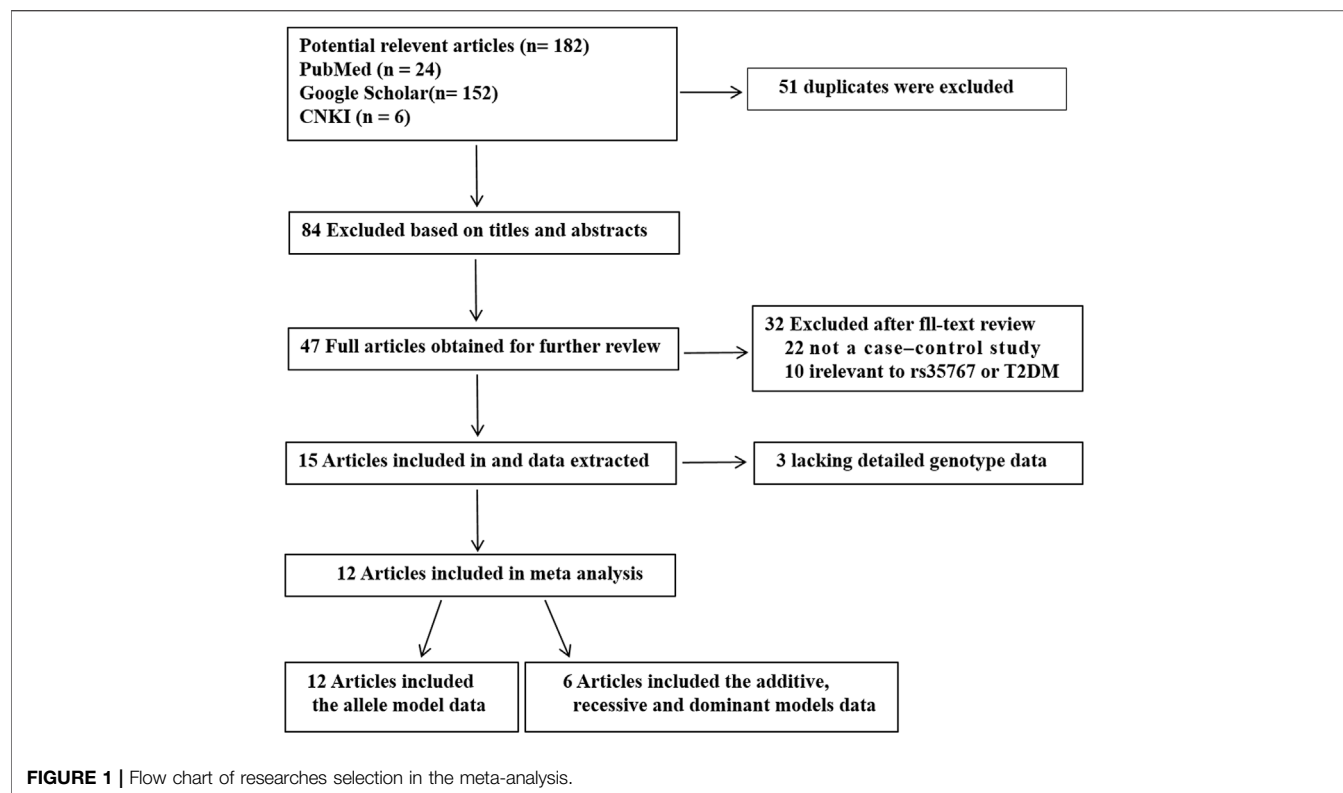 Potential relevent articles (n= 182)
PubMed (n = 24)
Google Scholar(n= 152)
CNKI (n = 6)
51 duplicates were excluded
84 Excluded based on titles and abstracts
47 Full articles obtained for further review
32 Excluded after fll-text review
22 not a case–control study
10 irelevant to rs35767 or T2DM
15 Articles included in and data extracted
3 lacking detailed genotype data
12 Articles included in meta analysis
12 Articles included
the allele model data
6 Articles included the additive,
recessive and dominant models data
FIGURE 1 | Flow chart of researches selection in the meta-analysis.